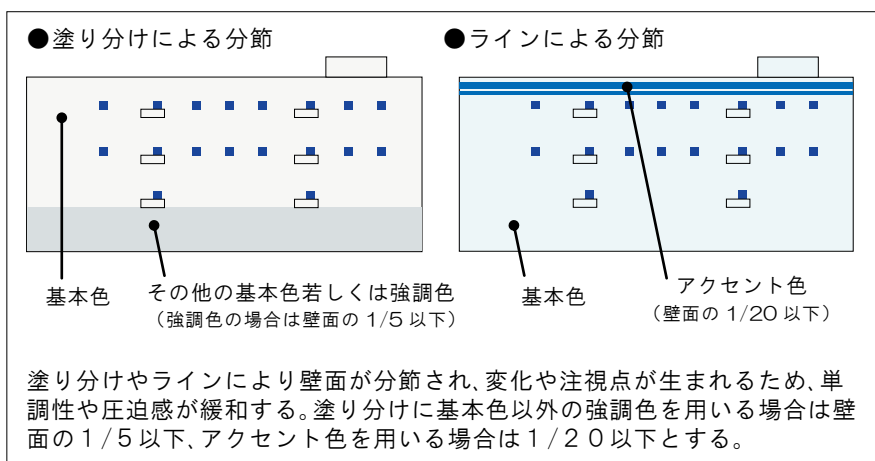 ●塗り分けによる分節
●ラインによる分節
基本色
その他の基本色若しくは強調色
（強調色の場合は壁面の 1/5 以下）
基本色
アクセント色
（壁面の 1/20 以下）
塗り分けやラインにより壁面が分節され、変化や注視点が生まれるため、単
調性や圧迫感が緩和する。塗り分けに基本色以外の強調色を用いる場合は壁
面の１/５以下、アクセント色を用いる場合は１/２０以下とする。